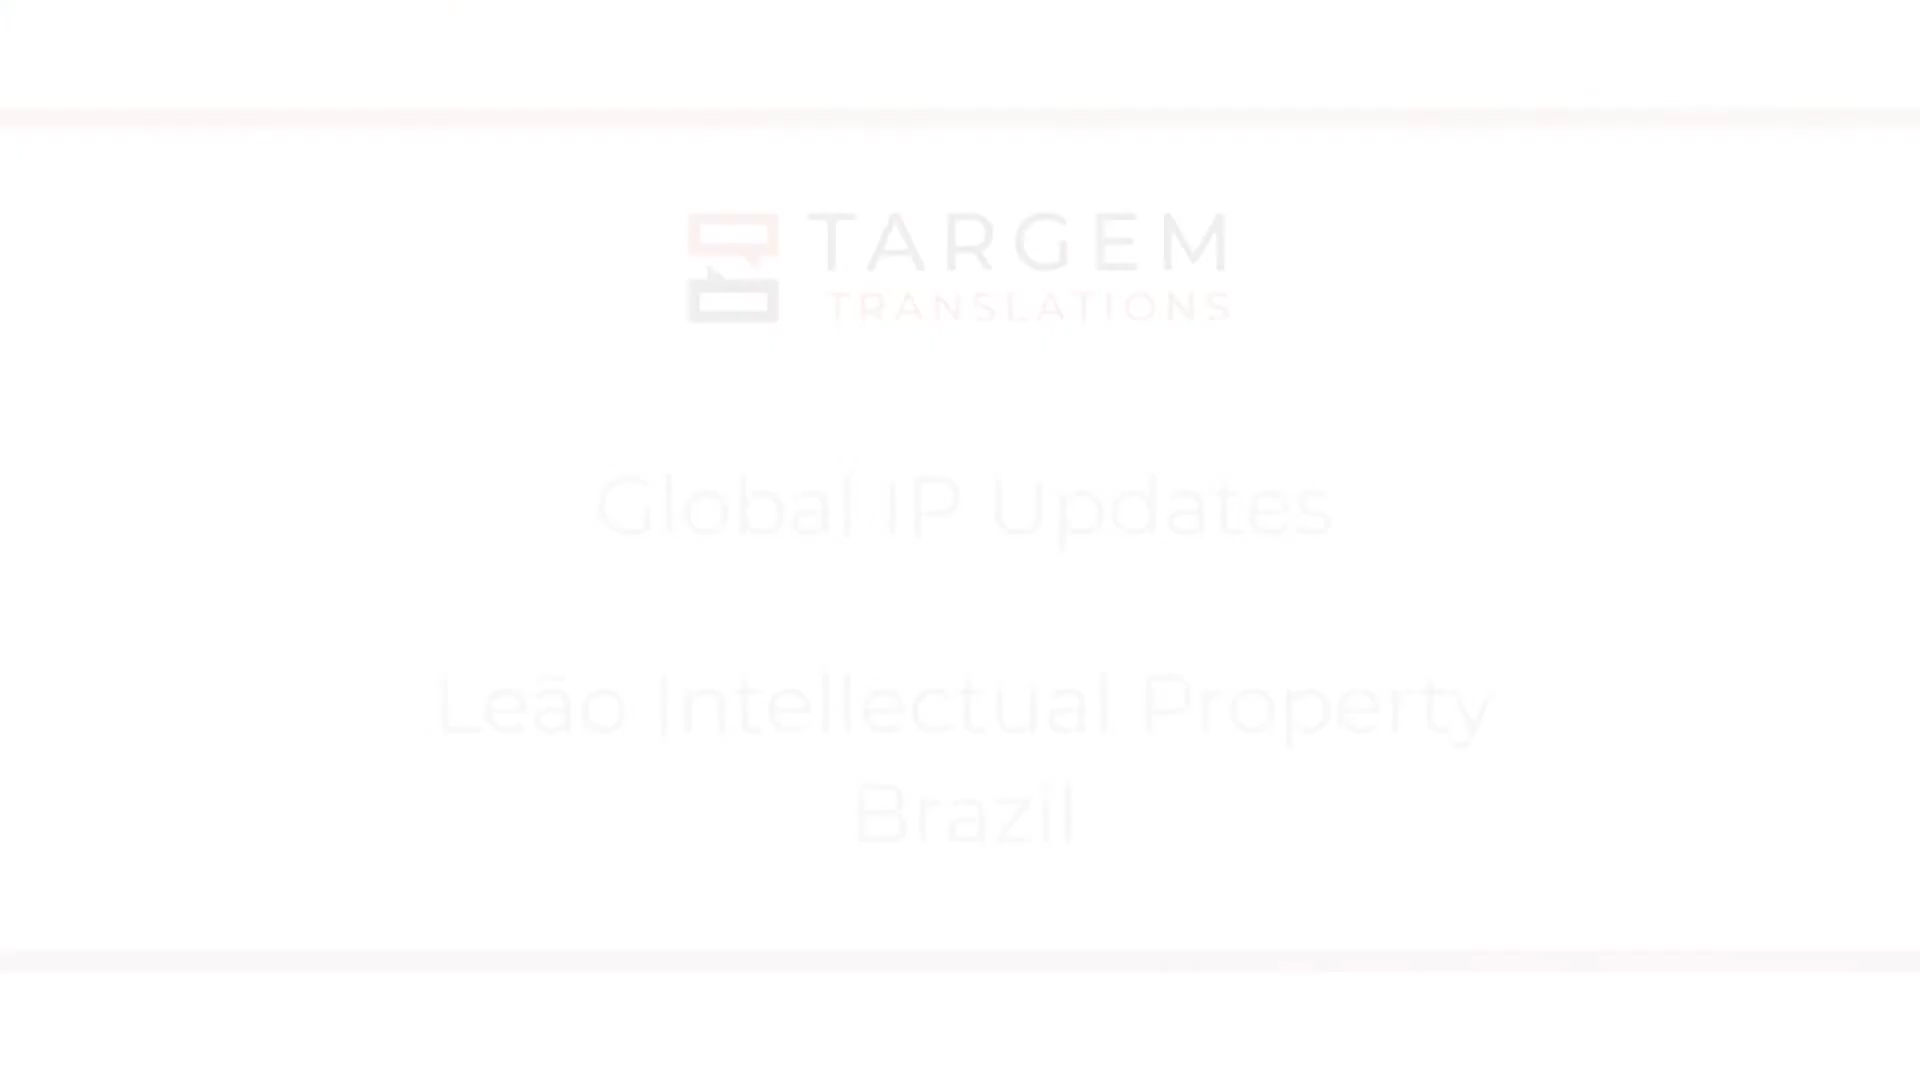 TARGEM
TRANSLATIONS
Global IP Updates
Leão Intellectual Property
Brazil